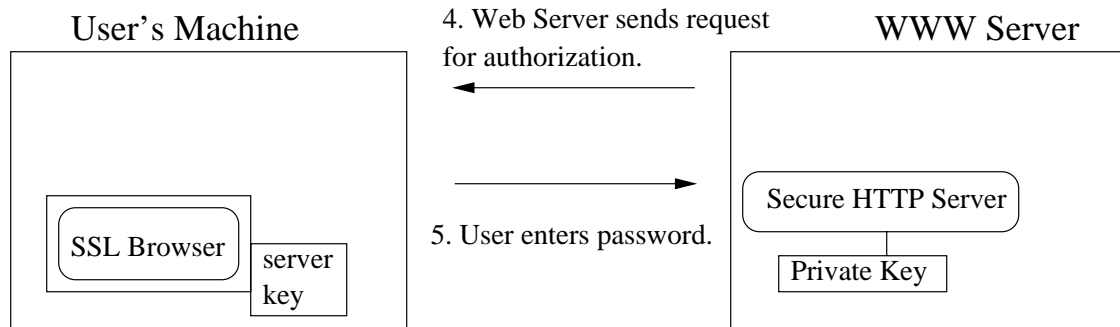 User’s Machine
4. Web Server sends request
for authorization.
WWW Server
SSL Browser
server
key
5. User enters password.
Secure HTTP Server
Private Key